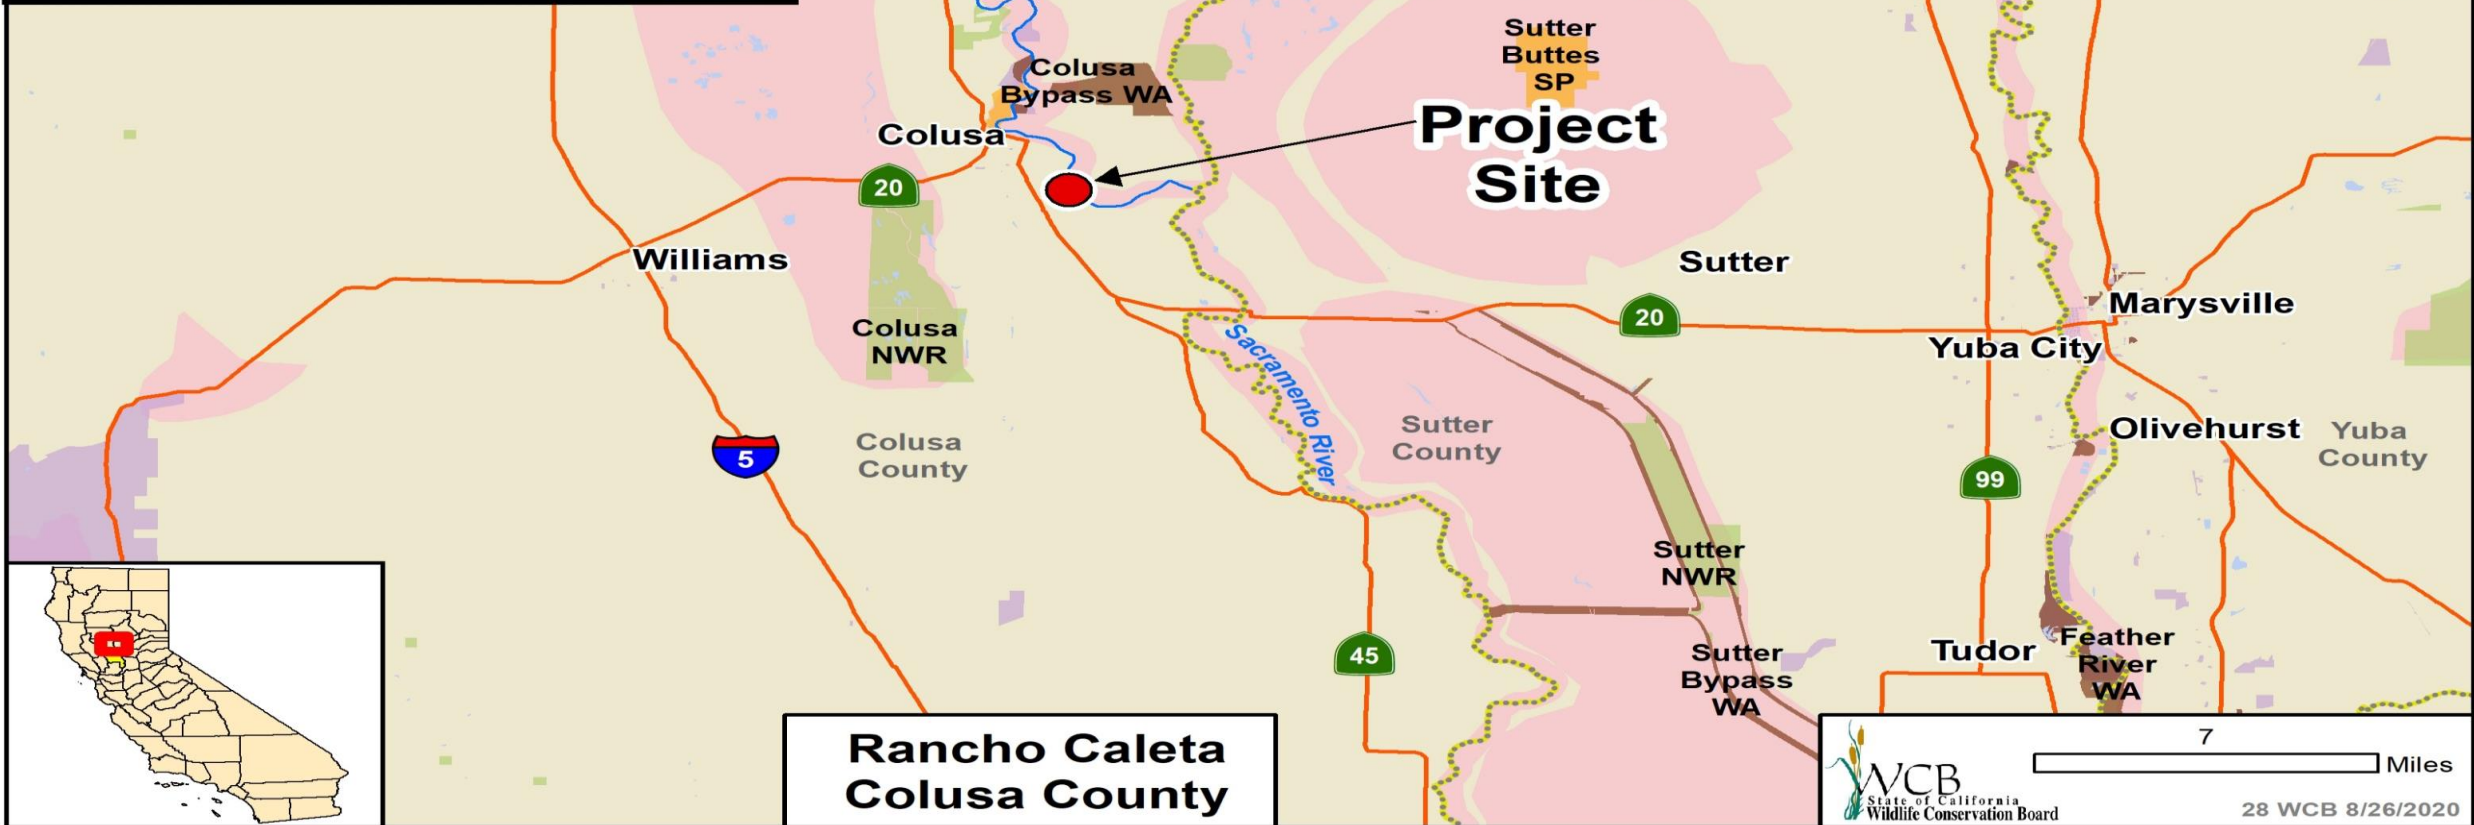 Sutter
Buttes
SP
Colusa
Bypass WA
Project
Site
Colusa
20
Williams
Sutter
Colusa
NWR
20
Marysville
Yuba City
Sacramento River
Sutter
County
Olivehurst
Yuba
County
Colusa
County
5
99
Sutter
NWR
45
Sutter
Bypass
WA
Tudor
Feather
River
WA
Rancho Caleta
Colusa County
7
Miles
WCB
State of California
Wildlife Conservation Board
28 WCB 8/26/2020